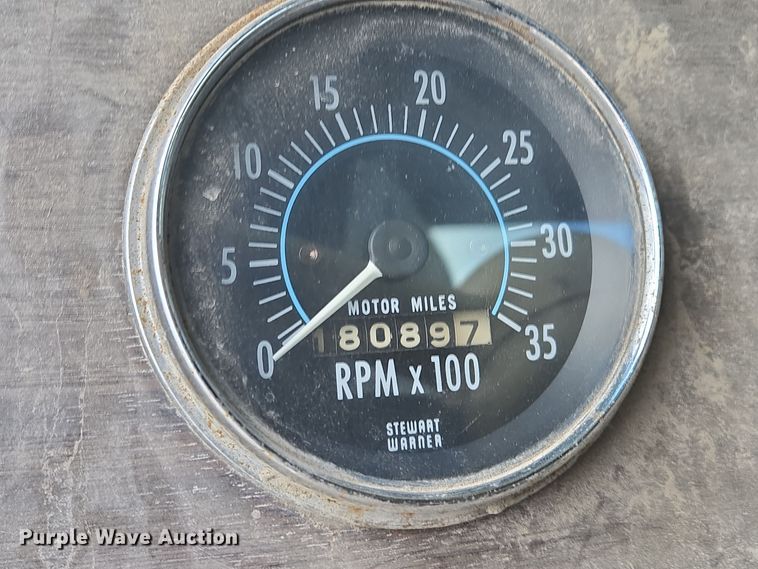 15 20
10 25
5 30
0 35
MOTOR MILES
180897
RPM x 100
STEWART
WARNER
Purple Wave Auction